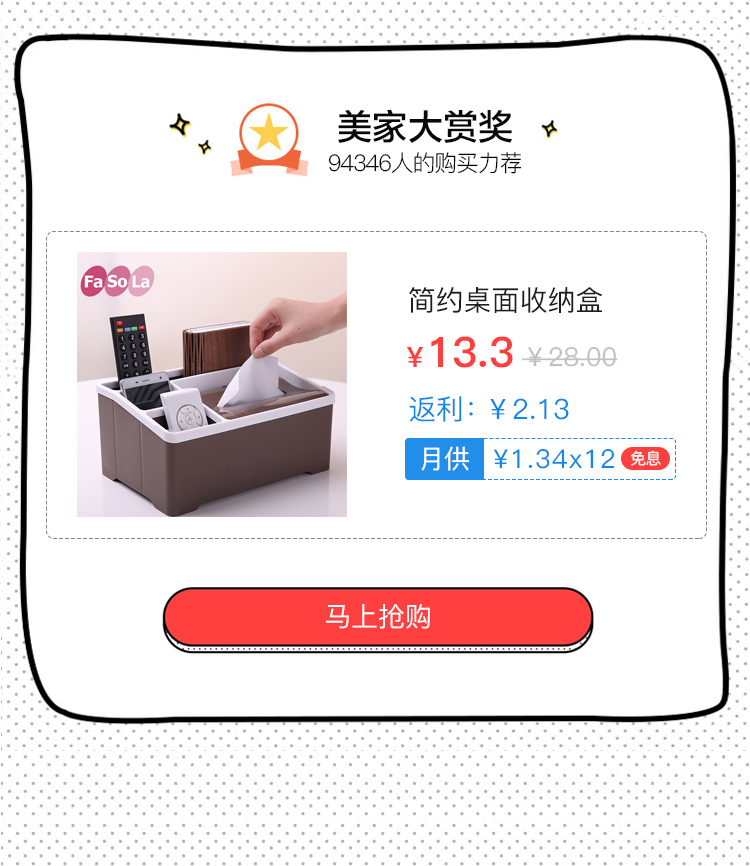 美家大赏奖
94346人的购买力荐
Fa So La
简约桌面收纳盒
￥13.3 ￥28.00
返利：￥2.13
月供 ￥1.34x12 免息
马上抢购